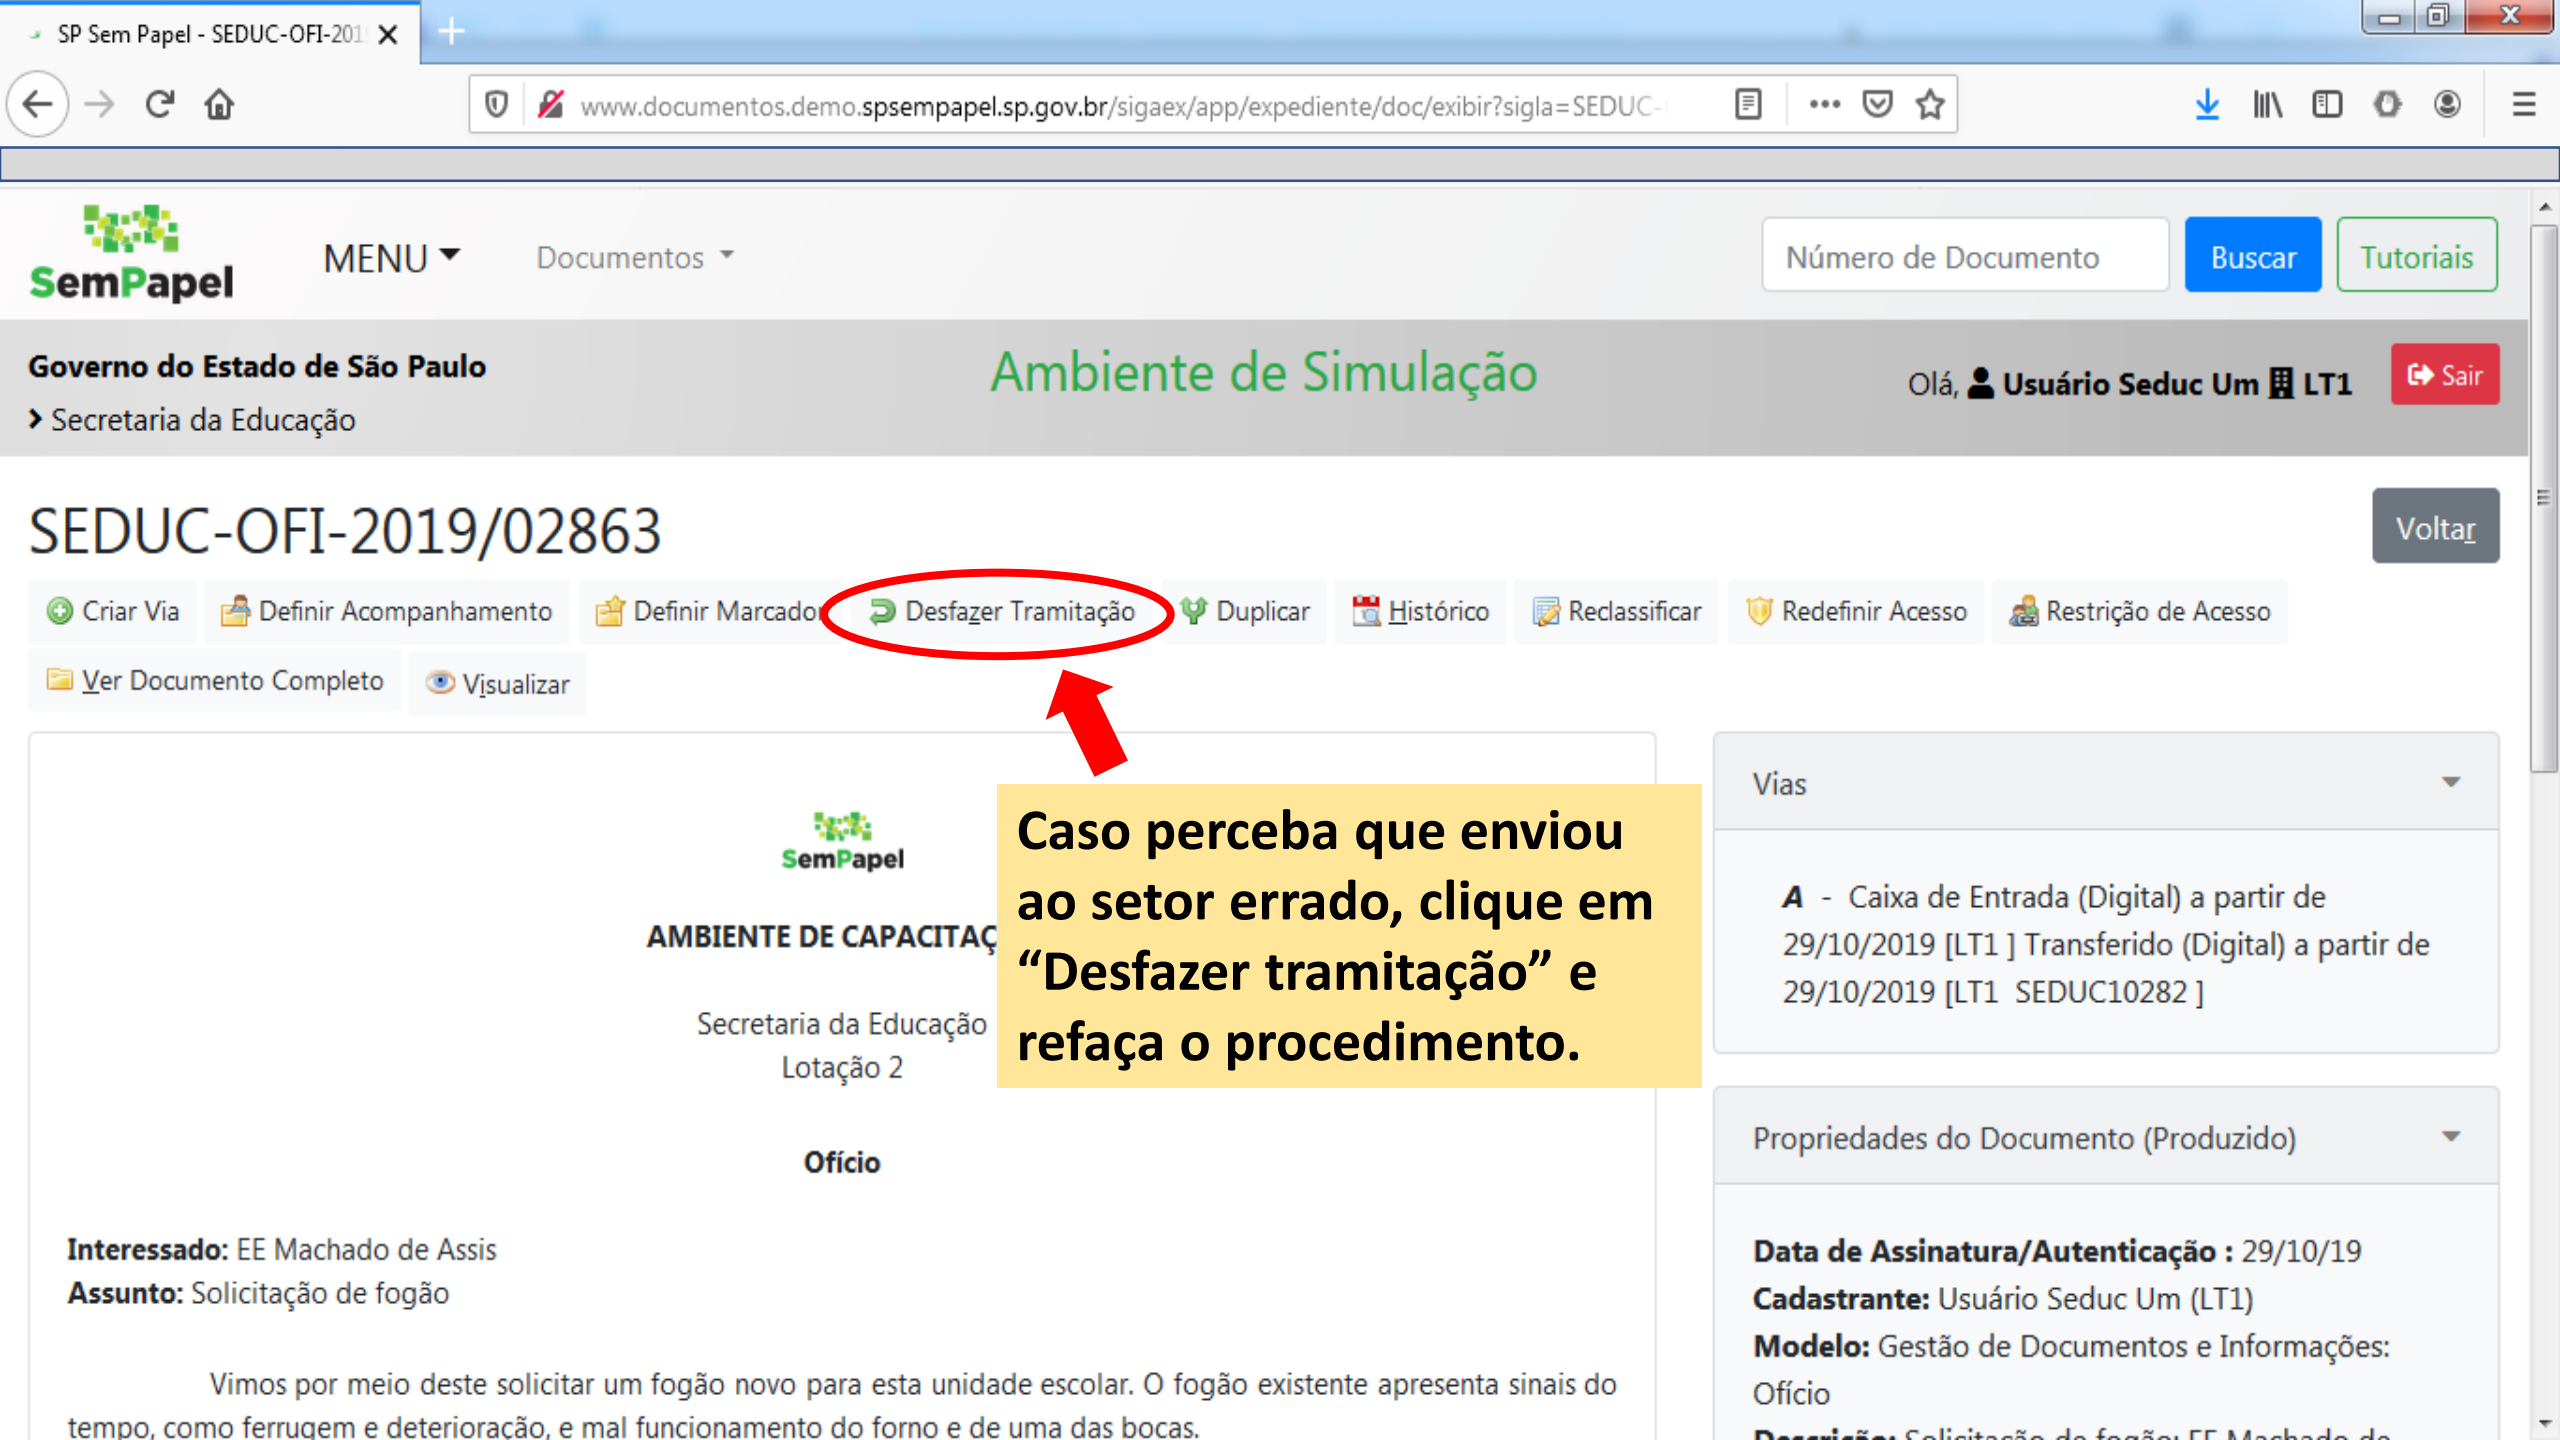 SP Sem Papel - SEDUC-OFI-201
www.documentos.demo.spsempapel.sp.gov.br/sigaex/app/expediente/doc/exibir?sigla=SEDUC-
SemPapel
MENU
Documentos
Número de Documento
Buscar
Tutoriais
Governo do Estado de São Paulo
Secretaria da Educação
Ambiente de Simulação
Olá, Usuário Seduc Um LT1
Sair
SEDUC-OFI-2019/02863
Voltar
Criar Via Definir Acompanhamento Definir Marcador Desfazer Tramitação Duplicar Histórico Reclassificar Redefinir Acesso Restrição de Acesso
Ver Documento Completo Visualizar
SemPapel
AMBIENTE DE CAPACITAÇ
Secretaria da Educação
Lotação 2
Ofício
Interessado: EE Machado de Assis
Assunto: Solicitação de fogão
Vimos por meio deste solicitar um fogão novo para esta unidade escolar. O fogão existente apresenta sinais do
tempo, como ferrugem e deterioração, e mal funcionamento do forno e de uma das bocas.
Caso perceba que enviou
ao setor errado, clique em
“Desfazer tramitação” e
refaça o procedimento.
Vias
A - Caixa de Entrada (Digital) a partir de
29/10/2019 [LT1 ] Transferido (Digital) a partir de
29/10/2019 [LT1 SEDUC10282 ]
Propriedades do Documento (Produzido)
Data de Assinatura/Autenticação : 29/10/19
Cadastrante: Usuário Seduc Um (LT1)
Modelo: Gestão de Documentos e Informações:
Ofício
Descrição: Solicitação de fogão; EE Machado de